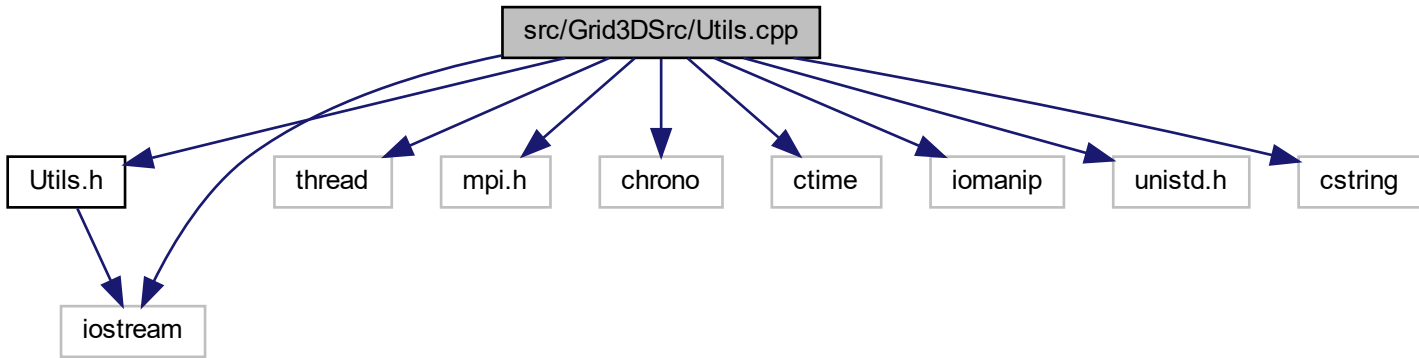 src/Grid3DSrc/Utils.cpp
Utils.h
thread
mpi.h
chrono
ctime
iomanip
unistd.h
cstring
iostream